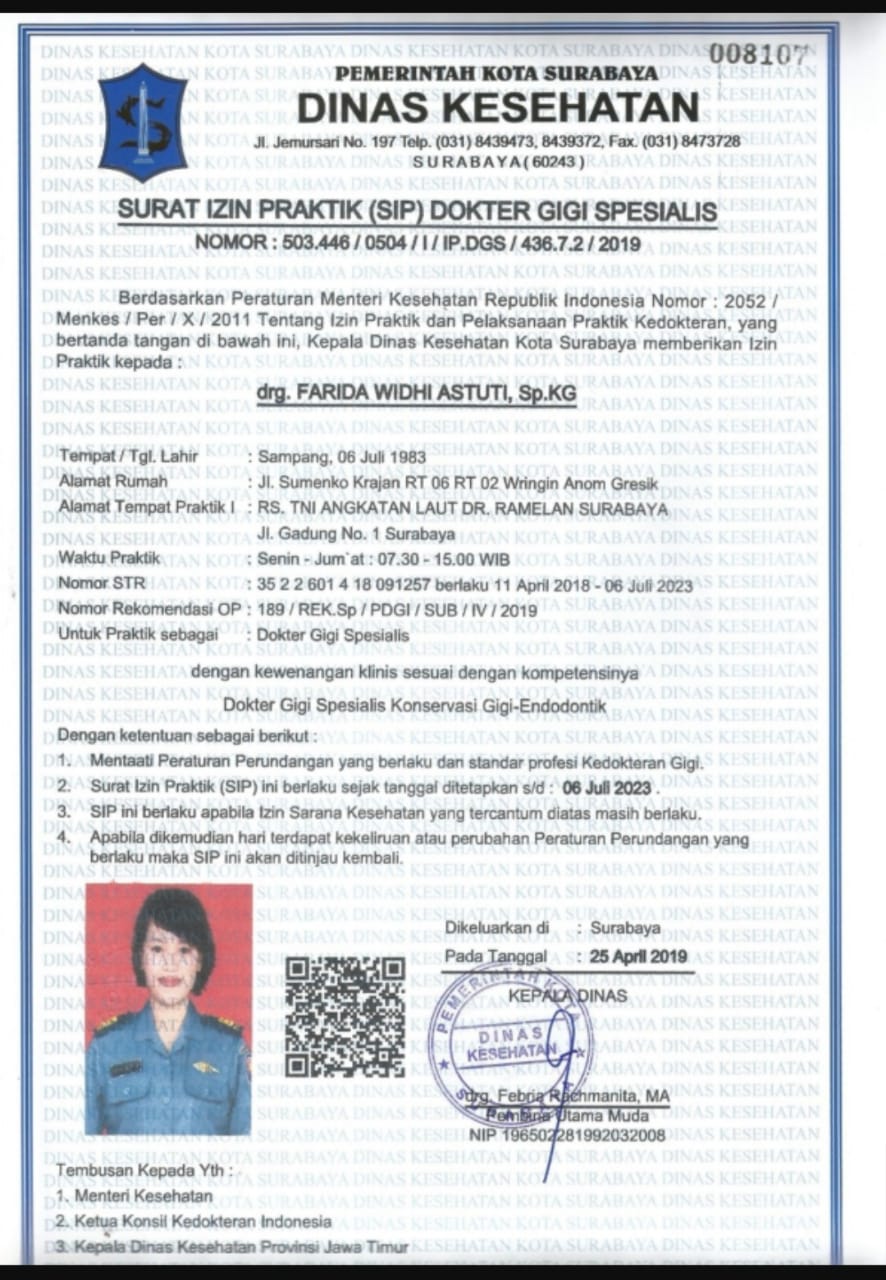 008107
PEMERINTAH KOTA SURABAYA
DINAS KESEHATAN
Jl. Jemursari No. 197 Telp. (031) 8439473, 8439372, Fax. (031) 8473728
SURABAYA ( 60243 )
SURAT IZIN PRAKTIK (SIP) DOKTER GIGI SPESIALIS
NOMOR : 503.446 / 0504 / I / IP.DGS / 436.7.2 / 2019
Berdasarkan Peraturan Menteri Kesehatan Republik Indonesia Nomor : 2052 /
Menkes / Per / X / 2011 Tentang Izin Praktik dan Pelaksanaan Praktik Kedokteran, yang
bertanda tangan di bawah ini, Kepala Dinas Kesehatan Kota Surabaya memberikan Izin
Praktik kepada :
drg. FARIDA WIDHI ASTUTI, Sp.KG
Tempat / Tgl. Lahir : Sampang, 06 Juli 1983
Alamat Rumah : Jl. Sumenko Krajan RT 06 RT 02 Wringin Anom Gresik
Alamat Tempat Praktik I : RS. TNI ANGKATAN LAUT DR. RAMELAN SURABAYA
Jl. Gadung No. 1 Surabaya
Waktu Praktik : Senin - Jum`at : 07.30 - 15.00 WIB
Nomor STR : 35 2 2 601 4 18 091257 berlaku 11 April 2018 - 06 Juli 2023
Nomor Rekomendasi OP : 189 / REK.Sp / PDGI / SUB / IV / 2019
Untuk Praktik sebagai : Dokter Gigi Spesialis
dengan kewenangan klinis sesuai dengan kompetensinya
Dokter Gigi Spesialis Konservasi Gigi-Endodontik
Dengan ketentuan sebagai berikut :
1. Mentaati Peraturan Perundangan yang berlaku dan standar profesi Kedokteran Gigi.
2. Surat Izin Praktik (SIP) ini berlaku sejak tanggal ditetapkan s/d : 06 Juli 2023 .
3. SIP ini berlaku apabila Izin Sarana Kesehatan yang tercantum diatas masih berlaku.
4. Apabila dikemudian hari terdapat kekeliruan atau perubahan Peraturan Perundangan yang
berlaku maka SIP ini akan ditinjau kembali.
Dikeluarkan di : Surabaya
Pada Tanggal : 25 April 2019
KEPALA DINAS
PEMERINTAH KOTA
DINAS
KESEHATAN
SURABAYA
drg. Febria Rachmanita, MA
Pembina Utama Muda
NIP. 196502281992032008
Tembusan Kepada Yth :
1. Menteri Kesehatan
2. Ketua Konsil Kedokteran Indonesia
3. Kepala Dinas Kesehatan Provinsi Jawa Timur